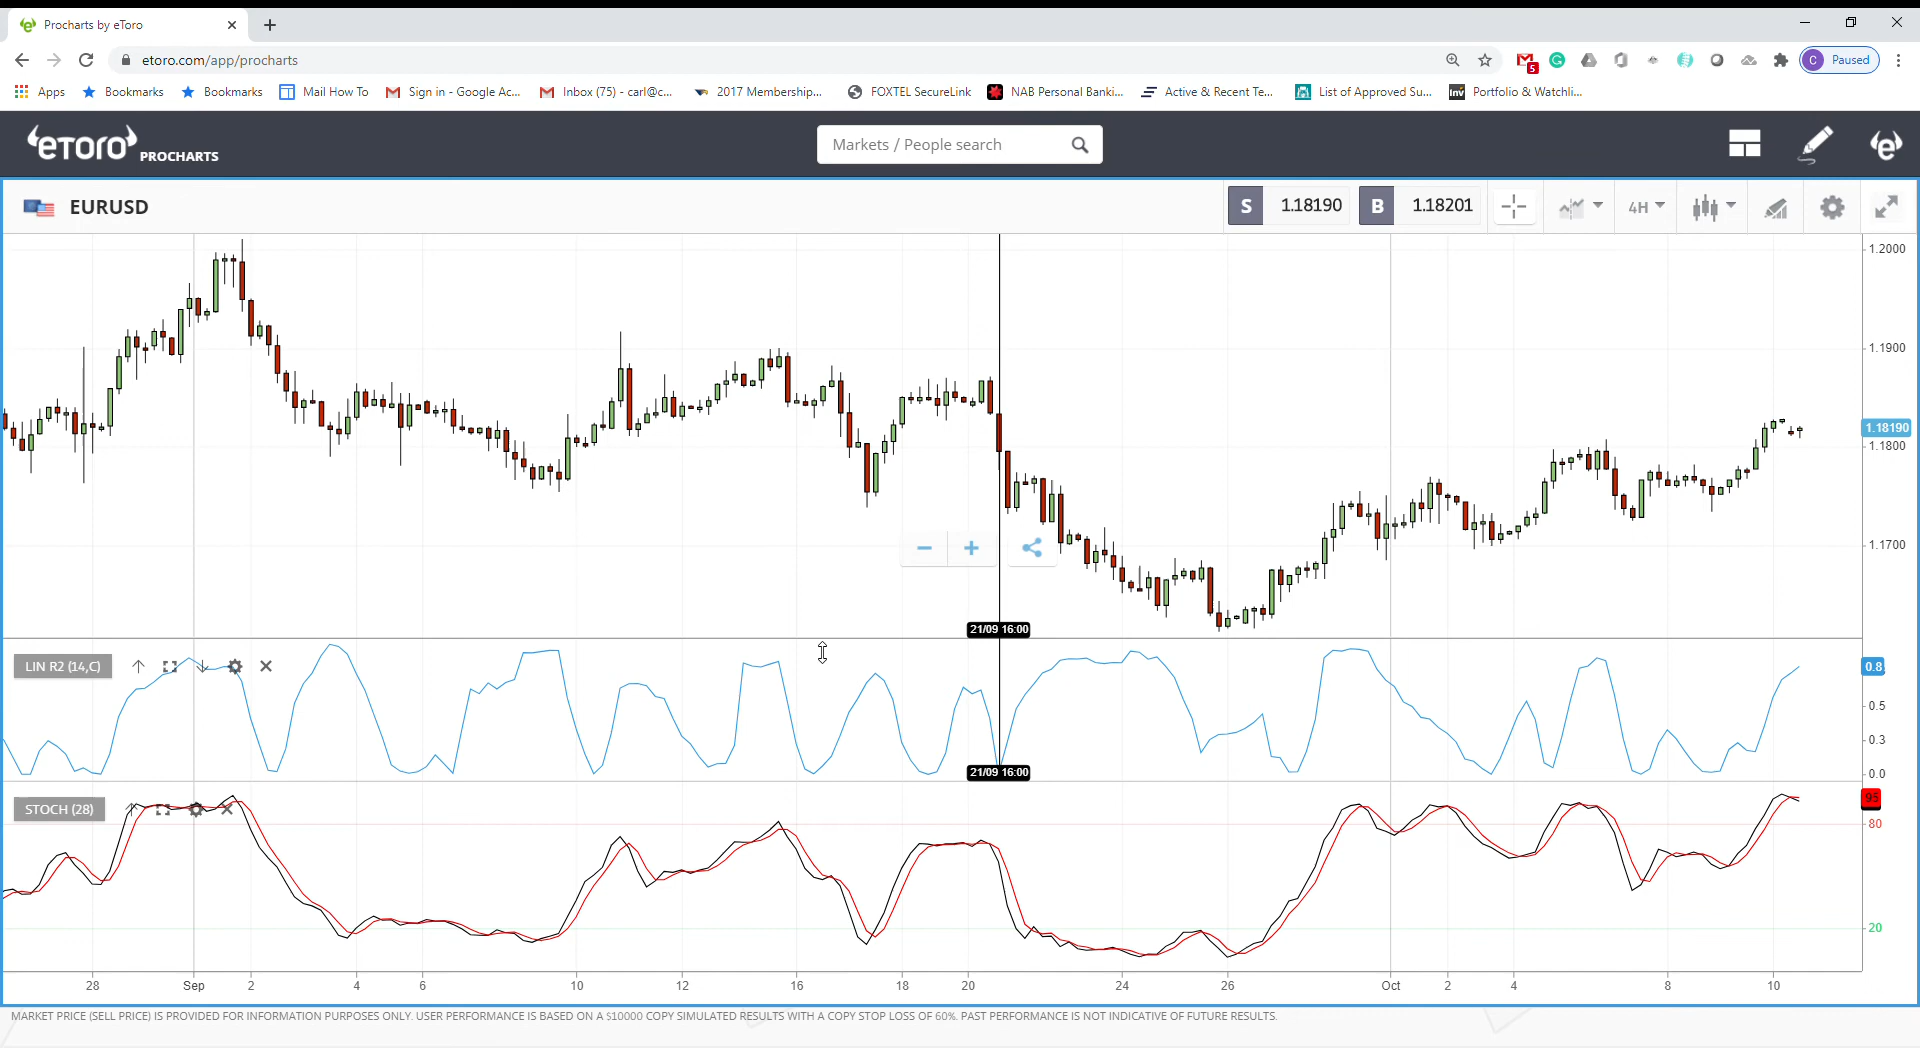 Procharts by eToro
etoro.com/app/procharts
5
C Paused
Apps Bookmarks Bookmarks Mail How To Sign in - Google Ac... Inbox (75) - carl@c... 2017 Membership... FOXTEL SecureLink NAB Personal Banki... Active & Recent Te... List of Approved Su... Inv Portfolio & Watchli...
eTORO PROCHARTS
Markets / People search
EURUSD
S 1.18190 B 1.18201 4H
1.2000
1.1900
1.18190
1.1800
1.1700
21/09 16:00
LIN R2 (14,C)
0.8
0.5
0.3
21/09 16:00
0.0
STOCH (28)
95
80
20
28 Sep 2 4 6 10 12 16 18 20 24 26 Oct 2 4 8 10
MARKET PRICE (SELL PRICE) IS PROVIDED FOR INFORMATION PURPOSES ONLY. USER PERFORMANCE IS BASED ON A $10000 COPY SIMULATED RESULTS WITH A COPY STOP LOSS OF 60%. PAST PERFORMANCE IS NOT INDICATIVE OF FUTURE RESULTS.